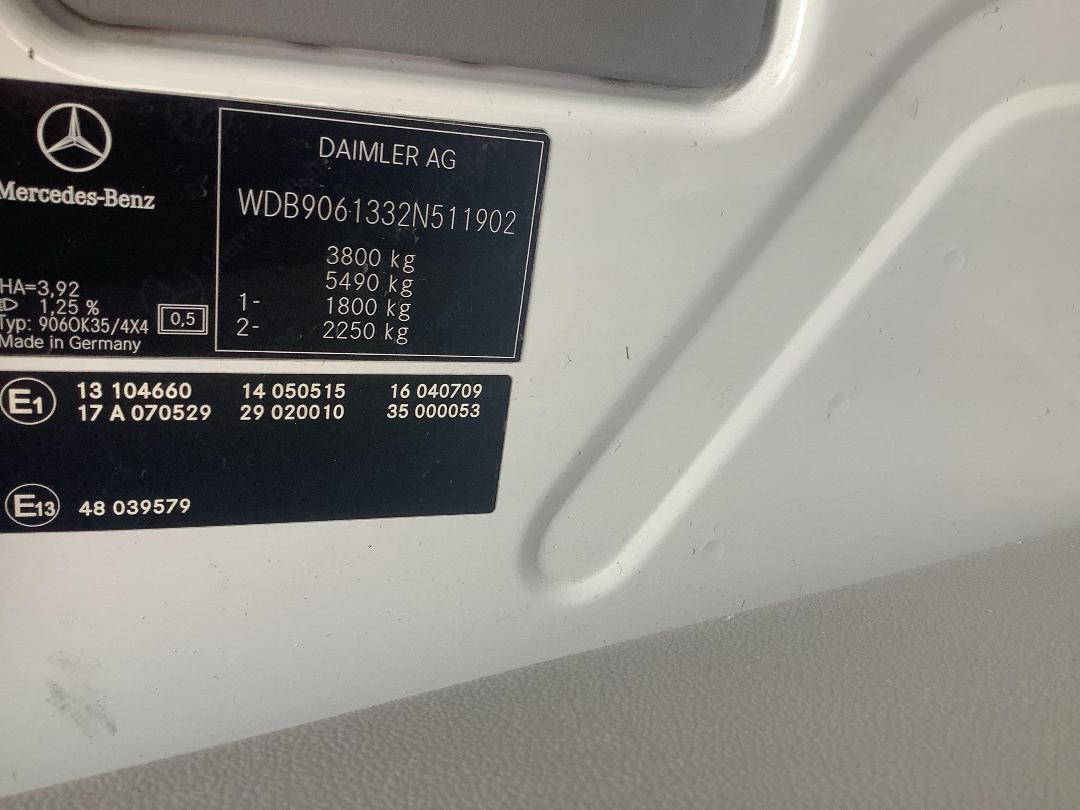 DAIMLER AG
Mercedes-Benz
WDB9061332N511902
3800 kg
5490 kg
1- 1800 kg
2- 2250 kg
HA=3,92
1,25 %
Typ: 906OK35/4X4 0,5
Made in Germany
E1 13 104660 14 050515 16 040709
17 A 070529 29 020010 35 000053
E13 48 039579